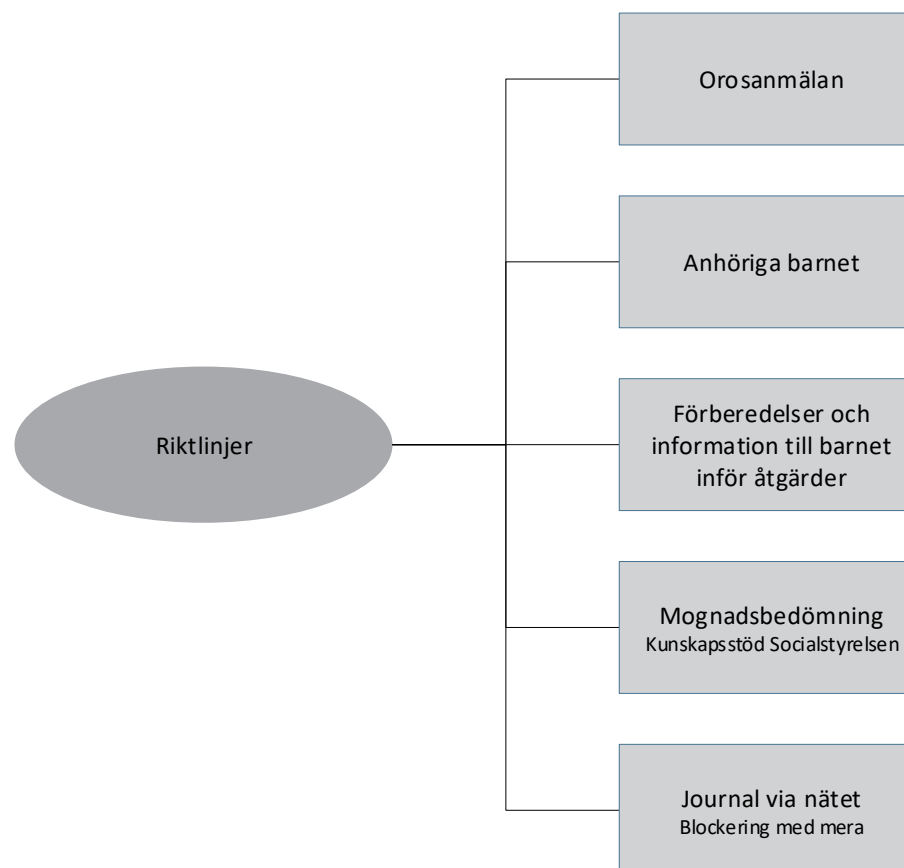 Orosanmälan
Anhöriga barnet
Förberedelser och
information till barnet
inför åtgärder
Riktlinjer
Mognadsbedömning
Kunskapsstöd Socialstyrelsen
Journal via nätet
Blockering med mera